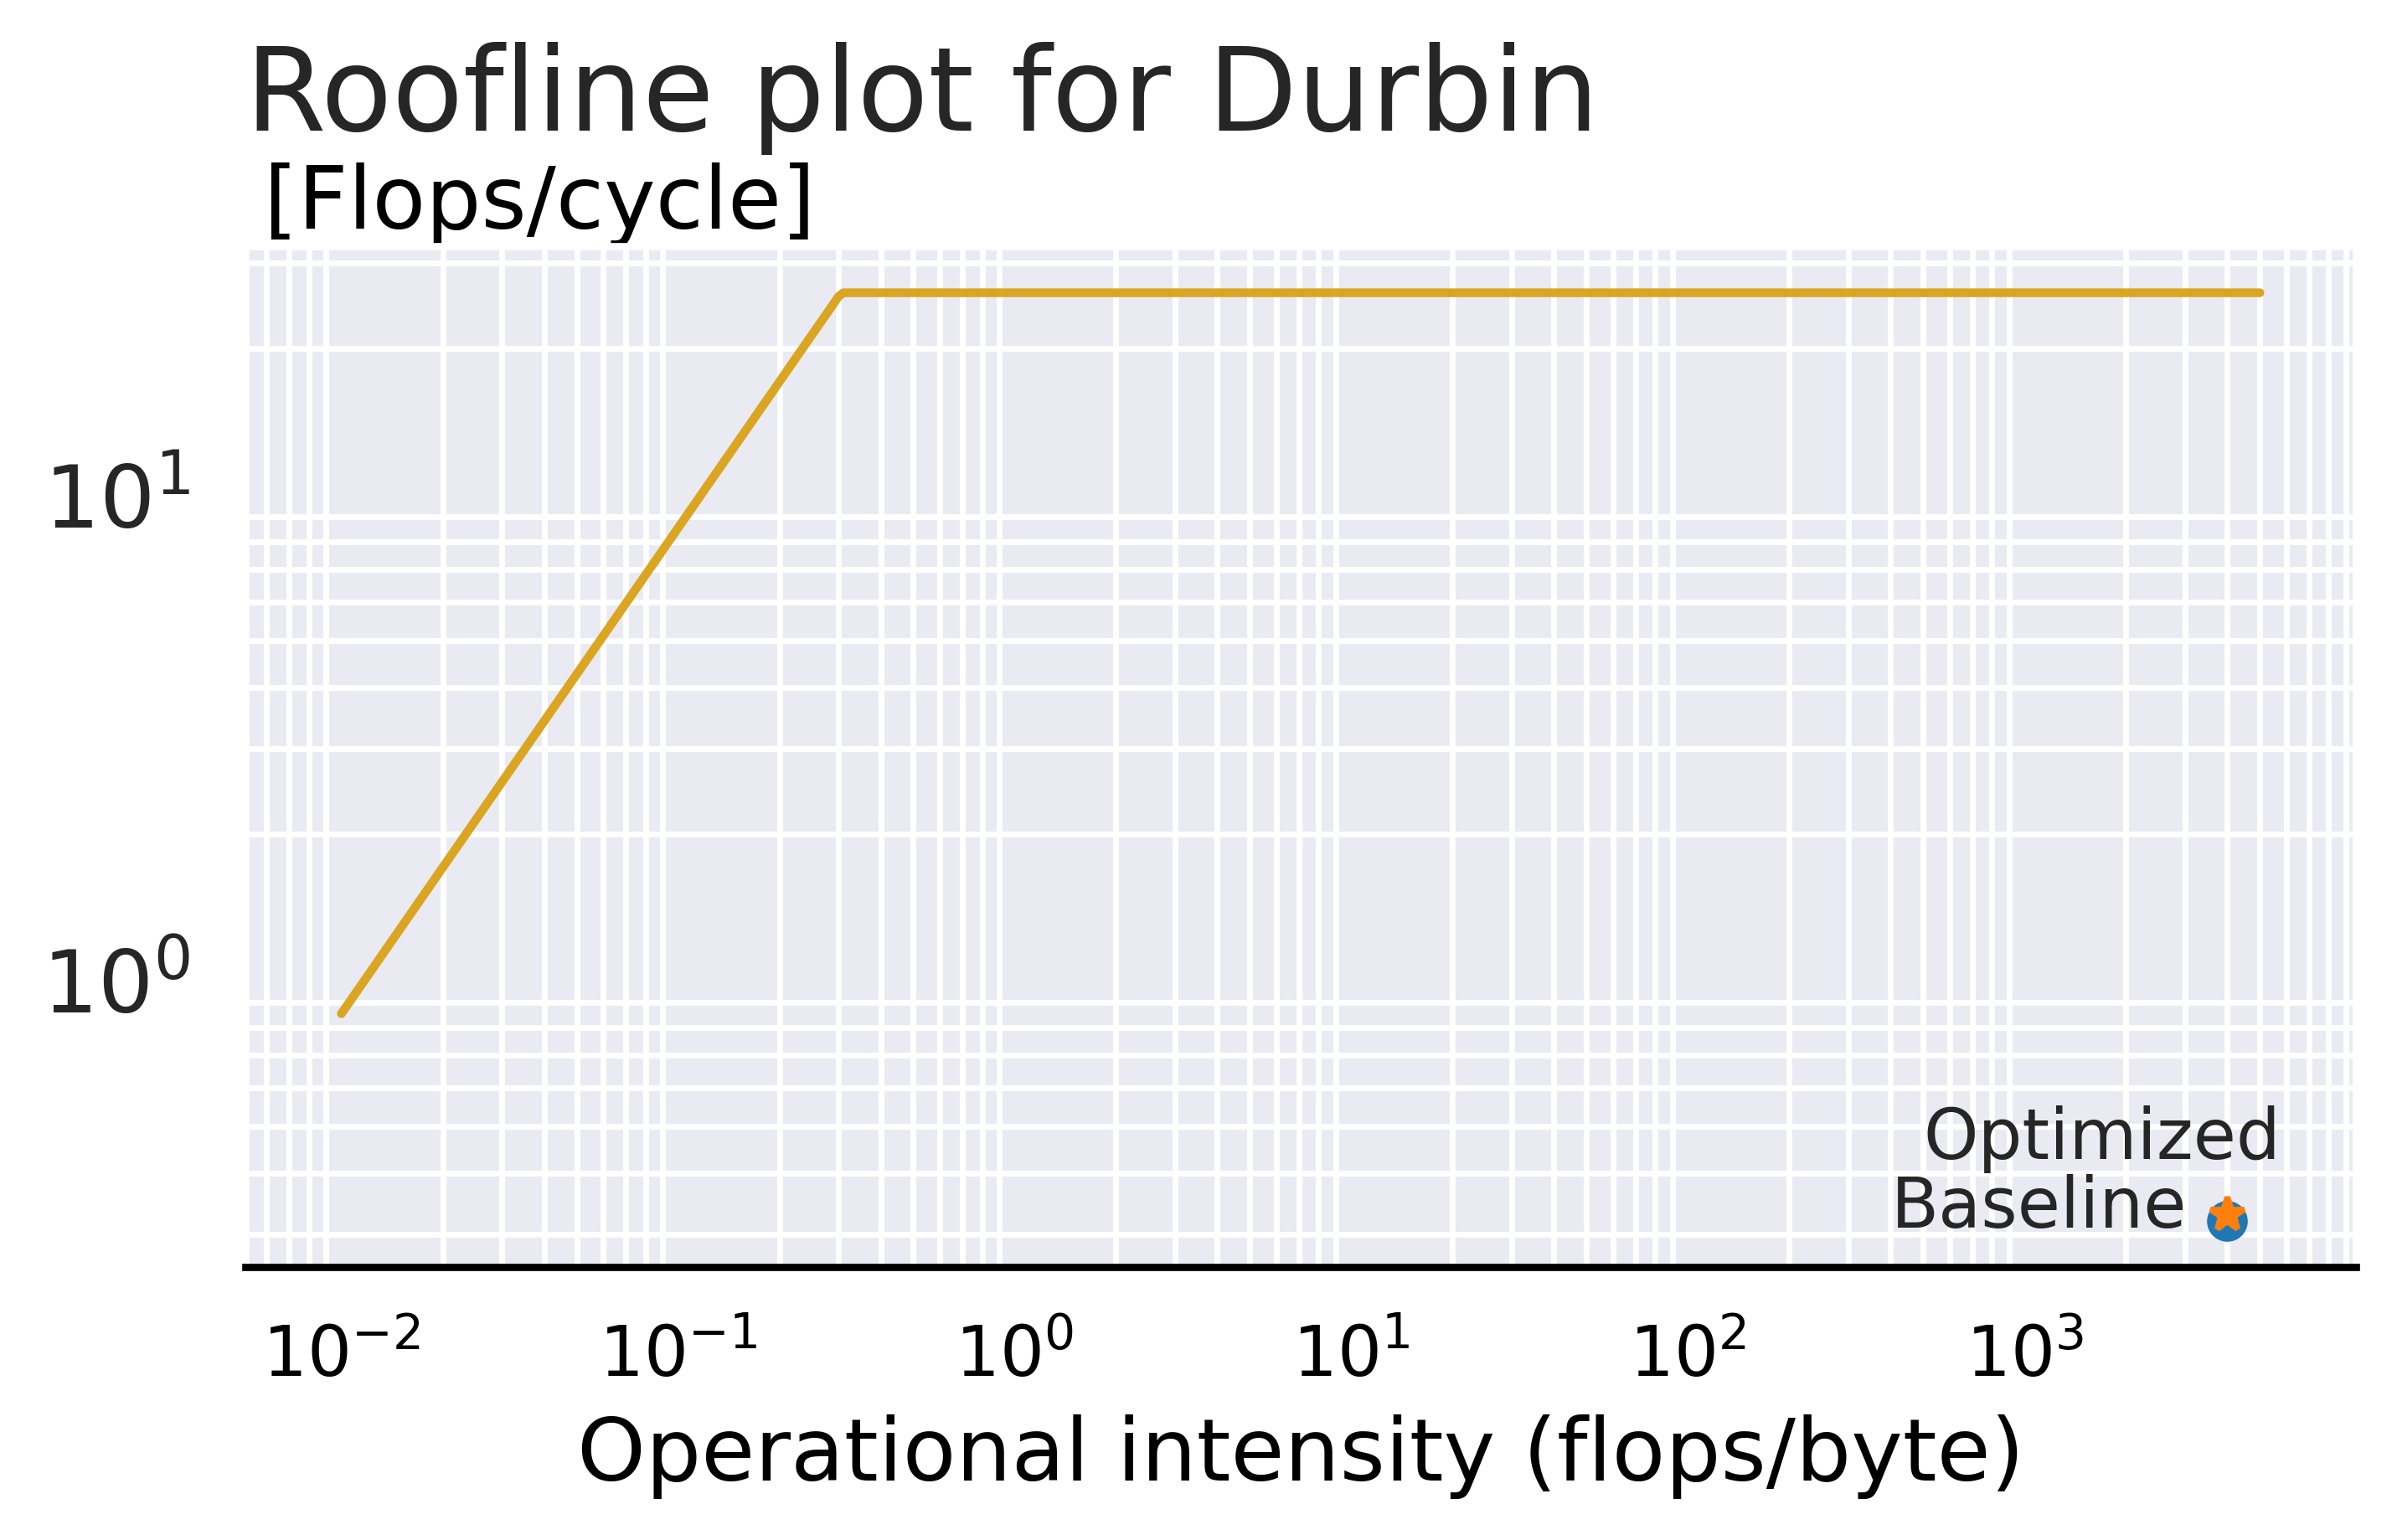 Roofline plot for Durbin
[Flops/cycle]
10¹
10⁰
Optimized
Baseline
10⁻² 10⁻¹ 10⁰ 10¹ 10² 10³
Operational intensity (flops/byte)